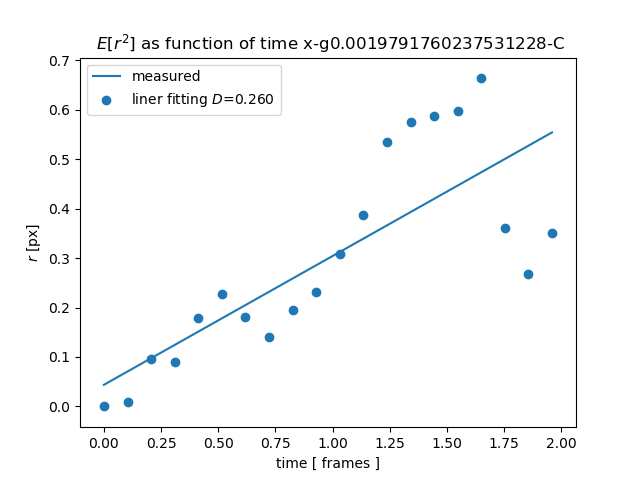 E[r²] as function of time x-g0.0019791760237531228-C
measured
liner fitting D=0.260
0.7
0.6
0.5
0.4
0.3
0.2
0.1
0.0
r [px]
0.00 0.25 0.50 0.75 1.00 1.25 1.50 1.75 2.00
time [ frames ]